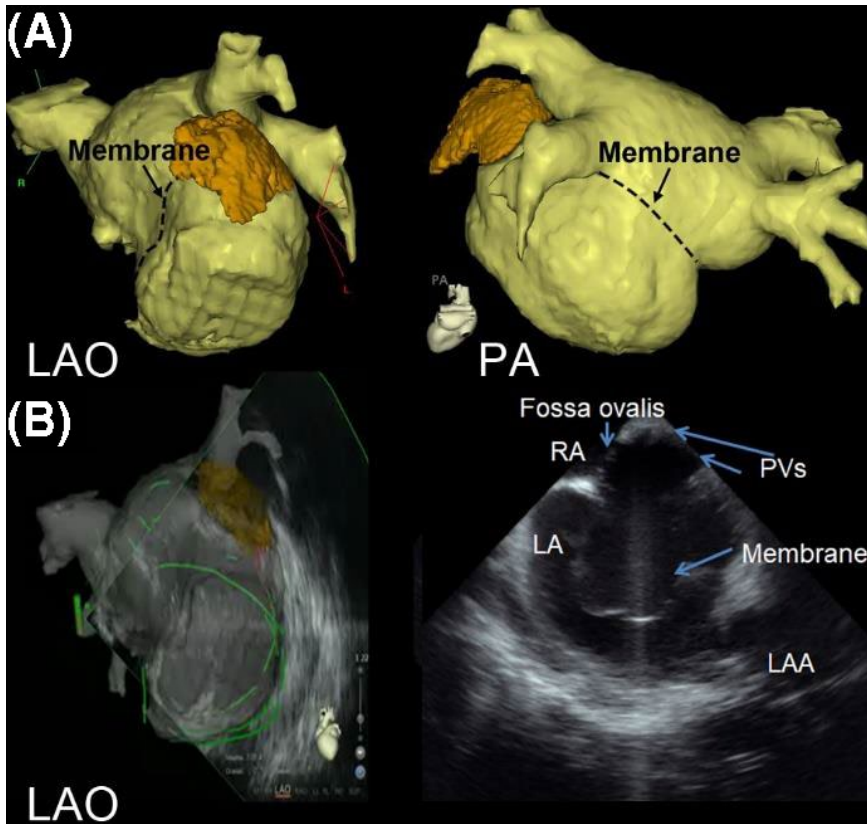 (A)
Membrane
R
L
LAO
Membrane
PA
PA
(B)
LAO
LAO
Fossa ovalis
RA
PVs
LA
Membrane
LAA